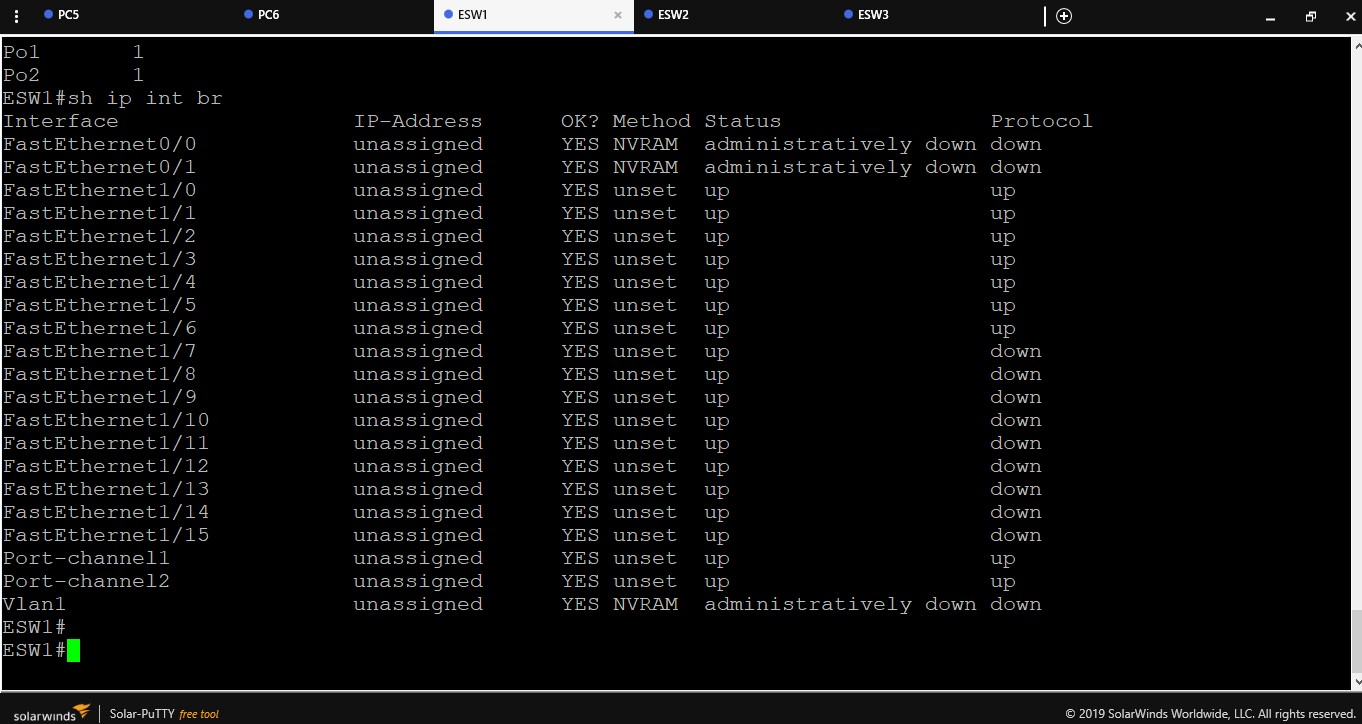 PC5 PC6 ESW1 × ESW2 ESW3
Po1 1
Po2 1
ESW1#sh ip int br
Interface IP-Address OK? Method Status Protocol
FastEthernet0/0 unassigned YES NVRAM administratively down down
FastEthernet0/1 unassigned YES NVRAM administratively down down
FastEthernet1/0 unassigned YES unset up up
FastEthernet1/1 unassigned YES unset up up
FastEthernet1/2 unassigned YES unset up up
FastEthernet1/3 unassigned YES unset up up
FastEthernet1/4 unassigned YES unset up up
FastEthernet1/5 unassigned YES unset up up
FastEthernet1/6 unassigned YES unset up up
FastEthernet1/7 unassigned YES unset up down
FastEthernet1/8 unassigned YES unset up down
FastEthernet1/9 unassigned YES unset up down
FastEthernet1/10 unassigned YES unset up down
FastEthernet1/11 unassigned YES unset up down
FastEthernet1/12 unassigned YES unset up down
FastEthernet1/13 unassigned YES unset up down
FastEthernet1/14 unassigned YES unset up down
FastEthernet1/15 unassigned YES unset up down
Port-channel1 unassigned YES unset up up
Port-channel2 unassigned YES unset up up
Vlan1 unassigned YES NVRAM administratively down down
ESW1#
ESW1#
solarwinds Solar-PuTTY free tool © 2019 SolarWinds Worldwide, LLC. All rights reserved.